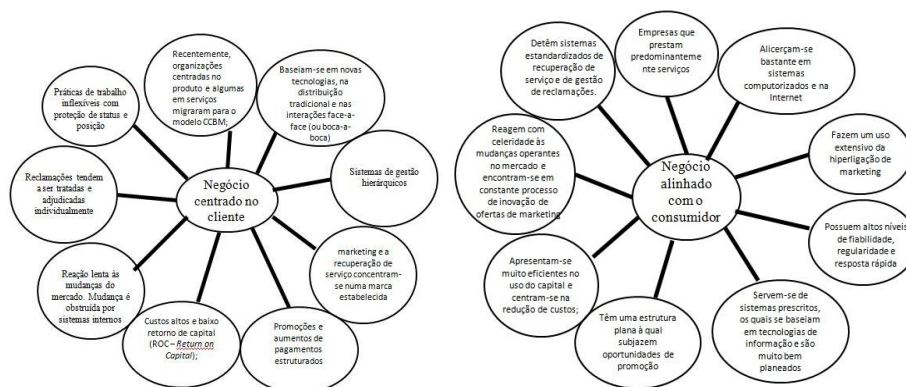 Recentemente,
organizações
centradas no
produto e algumas
em serviços
migraram para o
modelo CCBM;
Baseiam-se em novas
tecnologias, na
distribuição
tradicional e nas
interações face-a-
face (ou boca-a-
boca)
Sistemas de gestão
hierárquicos
marketing e a
recuperação de
serviço concentram-
se numa marca
estabelecida
Promoções e
aumentos de
pagamentos
estruturados
Custos altos e baixo
retorno de capital
(ROC – Return on
Capital);
Reação lenta às
mudanças do
mercado. Mudança é
obstruída por
sistemas internos
Reclamações tendem
a ser tratadas e
adjudicadas
individualmente
Práticas de trabalho
inflexíveis com
proteção de status e
posição
Negócio
centrado no
cliente
Empresas que
prestam
predominanteme
nte serviços
Alicerçam-se
bastante em
sistemas
computorizados e na
Internet
Fazem um uso
extensivo da
hiperligação de
marketing
Possuem altos níveis
de fiabilidade,
regularidade e
resposta rápida
Servem-se de
sistemas prescritos,
os quais se baseiam
em tecnologias de
informação e são
muito bem
planeados
Têm uma estrutura
plana à qual
subjazem
oportunidades de
promoção
Apresentam-se
muito eficientes no
uso do capital e
centram-se na
redução de custos;
Reagem com
celeridade às
mudanças operantes
no mercado e
encontram-se em
constante processo
de inovação de
ofertas de marketing
Detêm sistemas
estandardizados de
recuperação de
serviço e de gestão
de reclamações.
Negócio
alinhado
com o
consumidor